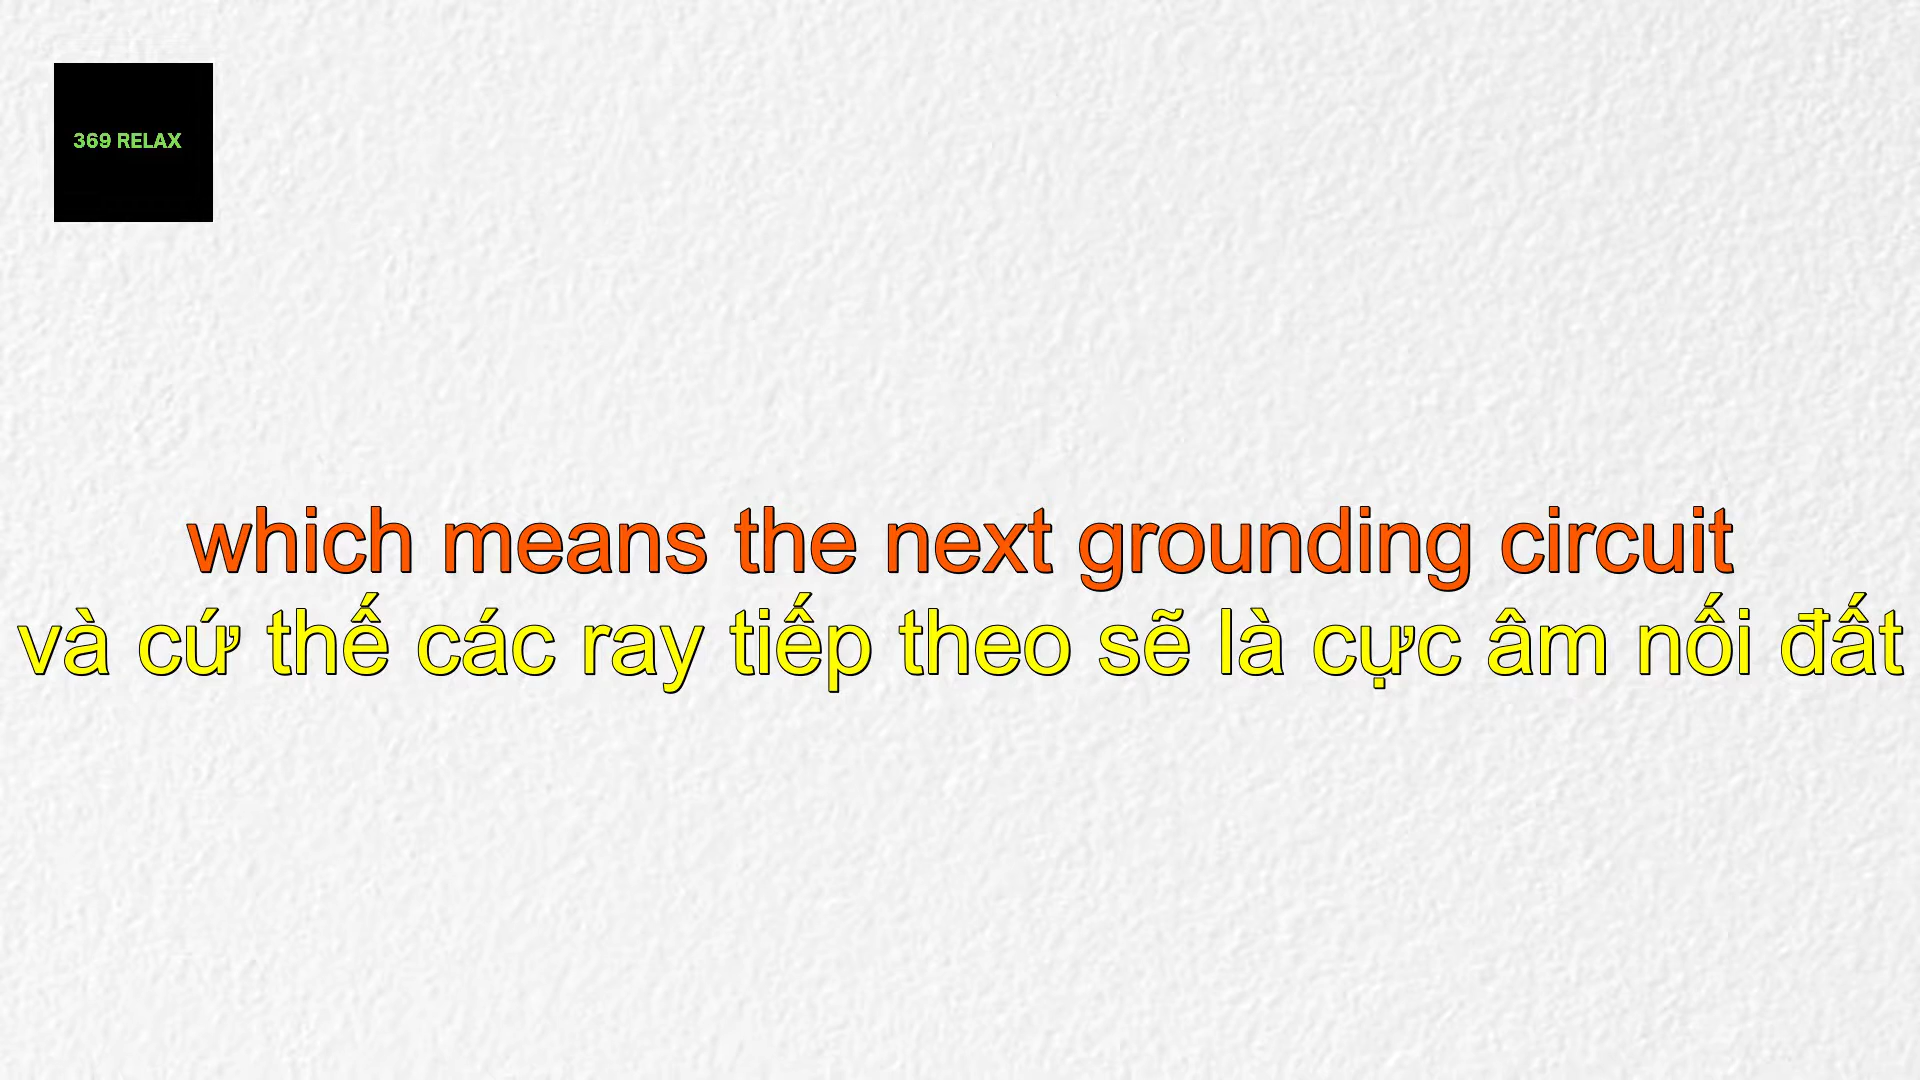 369 RELAX
which means the next grounding circuit
và cứ thế các ray tiếp theo sẽ là cực âm nối đất